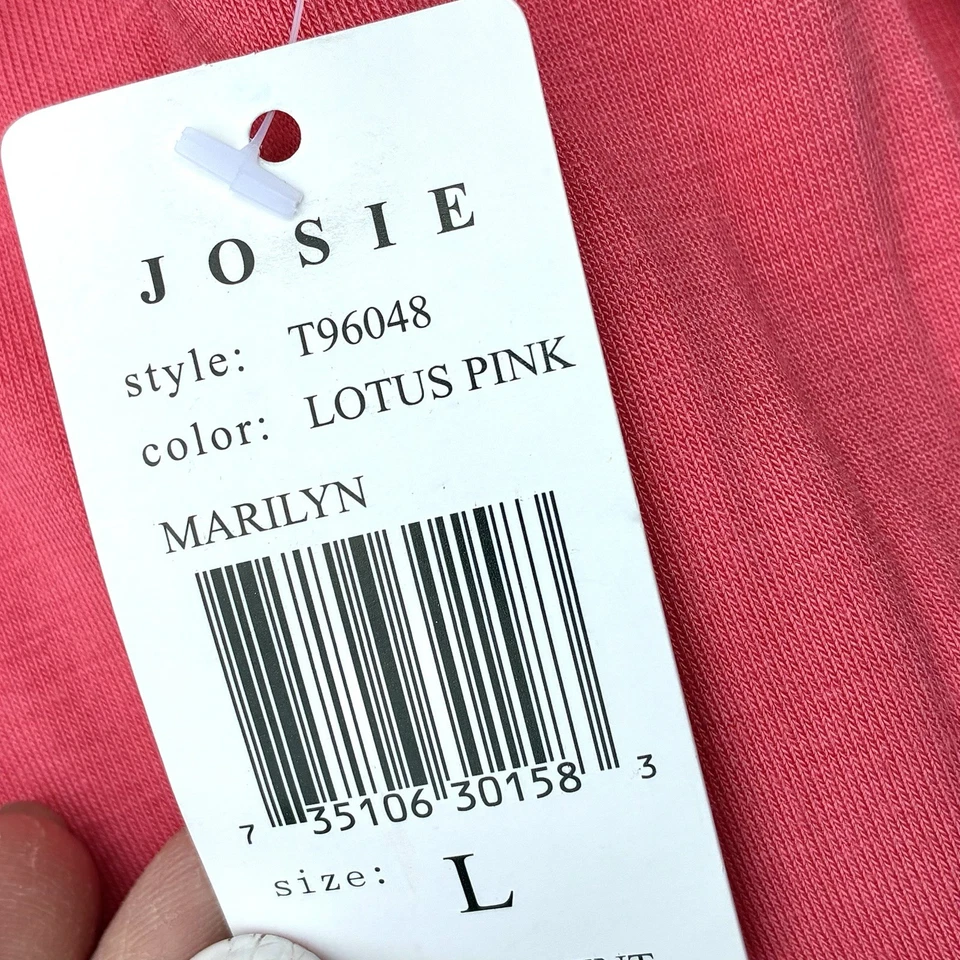 JOSIE
style: T96048
color: LOTUS PINK
MARILYN
7 35106 30158 3
size: L